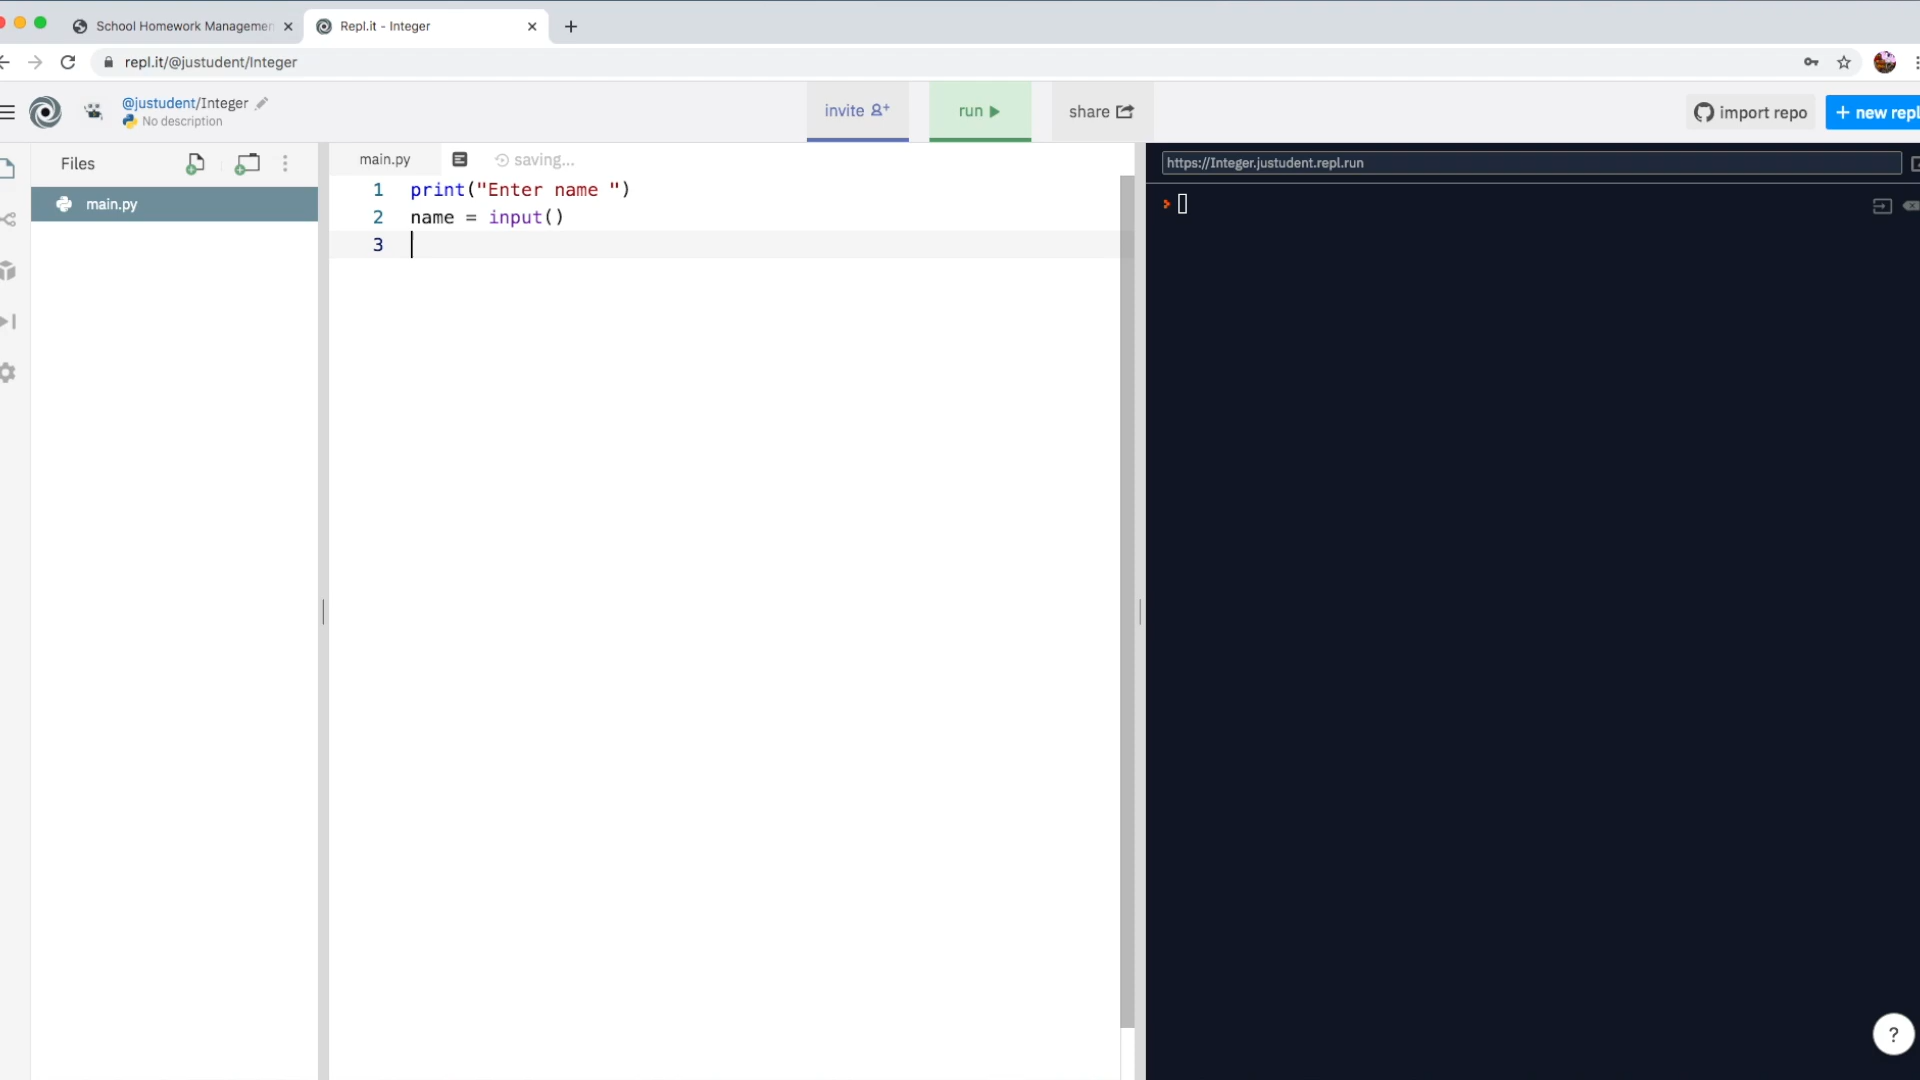 School Homework Managemen
Repl.it - Integer
repl.it/@justudent/Integer
@justudent/Integer
No description
invite
run
share
import repo
+ new repl
Files
main.py
main.py
saving...
https://Integer.justudent.repl.run
1 print("Enter name ")
2 name = input()
3
?